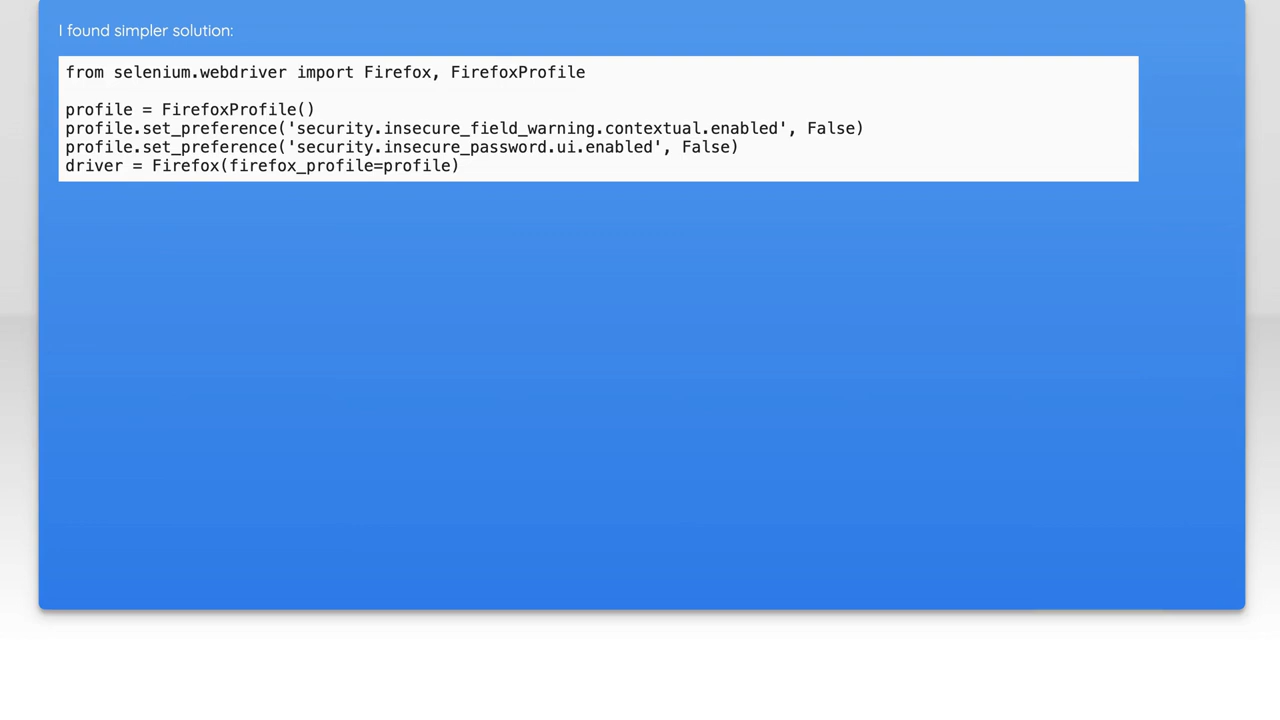 I found simpler solution:
from selenium.webdriver import Firefox, FirefoxProfile
profile = FirefoxProfile()
profile.set_preference('security.insecure_field_warning.contextual.enabled', False)
profile.set_preference('security.insecure_password.ui.enabled', False)
driver = Firefox(firefox_profile=profile)